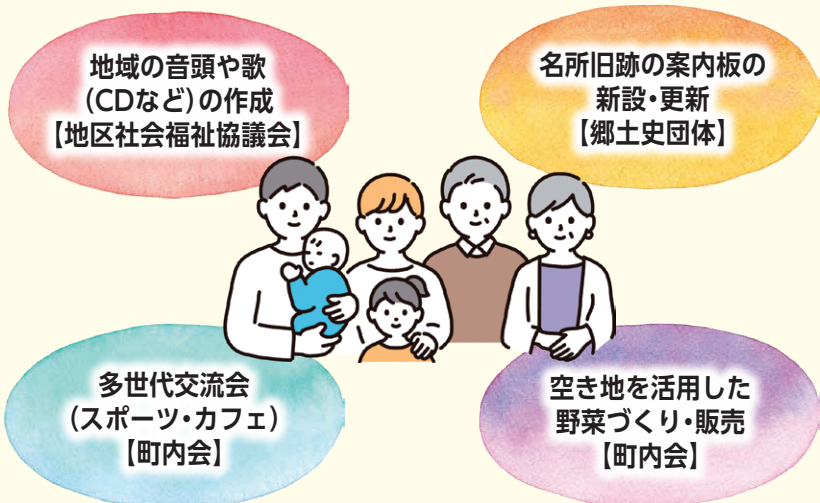 地域の音頭や歌
(CDなど)の作成
【地区社会福祉協議会】
名所旧跡の案内板の
新設・更新
【郷土史団体】
多世代交流会
(スポーツ・カフェ)
【町内会】
空き地を活用した
野菜づくり・販売
【町内会】